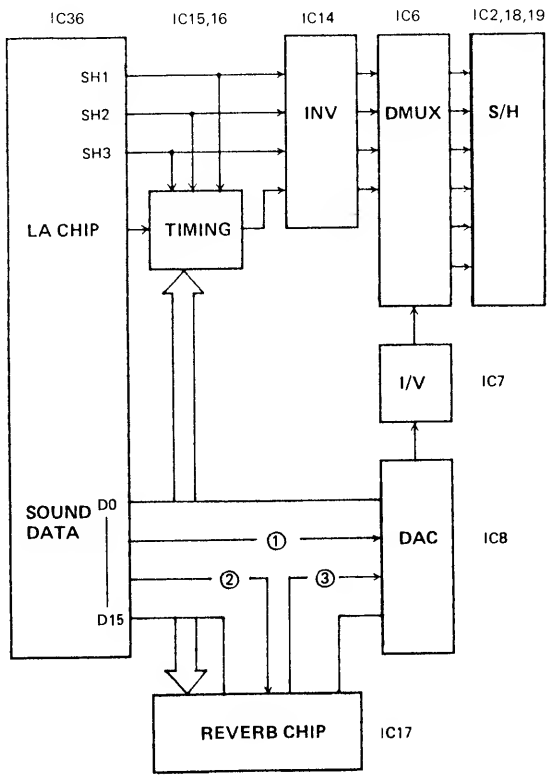 IC36 IC15,16 IC14 IC6 IC2,18,19
SH1
SH2
SH3
INV
DMUX
S/H
LA CHIP
TIMING
I/V
IC7
SOUND
DATA
D0
D15
①
②
③
DAC
IC8
REVERB CHIP
IC17